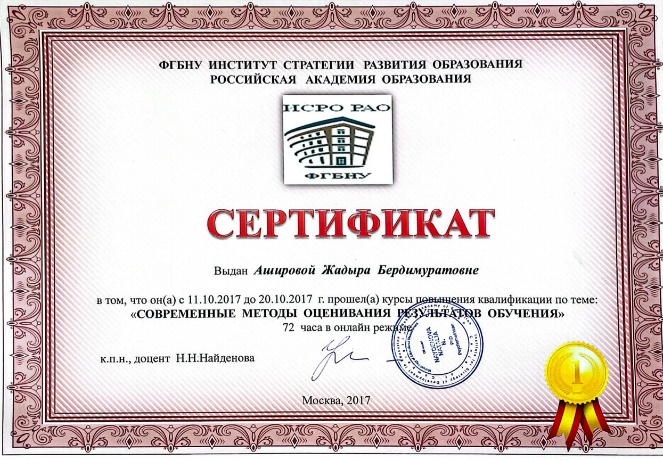 ФГБНУ ИНСТИТУТ СТРАТЕГИИ РАЗВИТИЯ ОБРАЗОВАНИЯ
РОССИЙСКАЯ АКАДЕМИЯ ОБРАЗОВАНИЯ
ИСРО РАО
ФГБНУ
СЕРТИФИКАТ
Выдан Ашировой Жадыра Бердимуратовне
в том, что он(а) с 11.10.2017 до 20.10.2017 г. прошел(а) курсы повышения квалификации по теме:
«СОВРЕМЕННЫЕ МЕТОДЫ ОЦЕНИВАНИЯ РЕЗУЛЬТАТОВ ОБУЧЕНИЯ»
72 часа в онлайн режиме
к.п.н., доцент Н.Н.Найденова
Москва, 2017
1